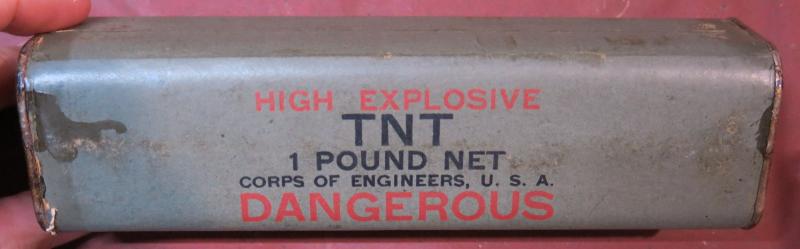 HIGH EXPLOSIVE
TNT
1 POUND NET
CORPS OF ENGINEERS, U. S. A.
DANGEROUS